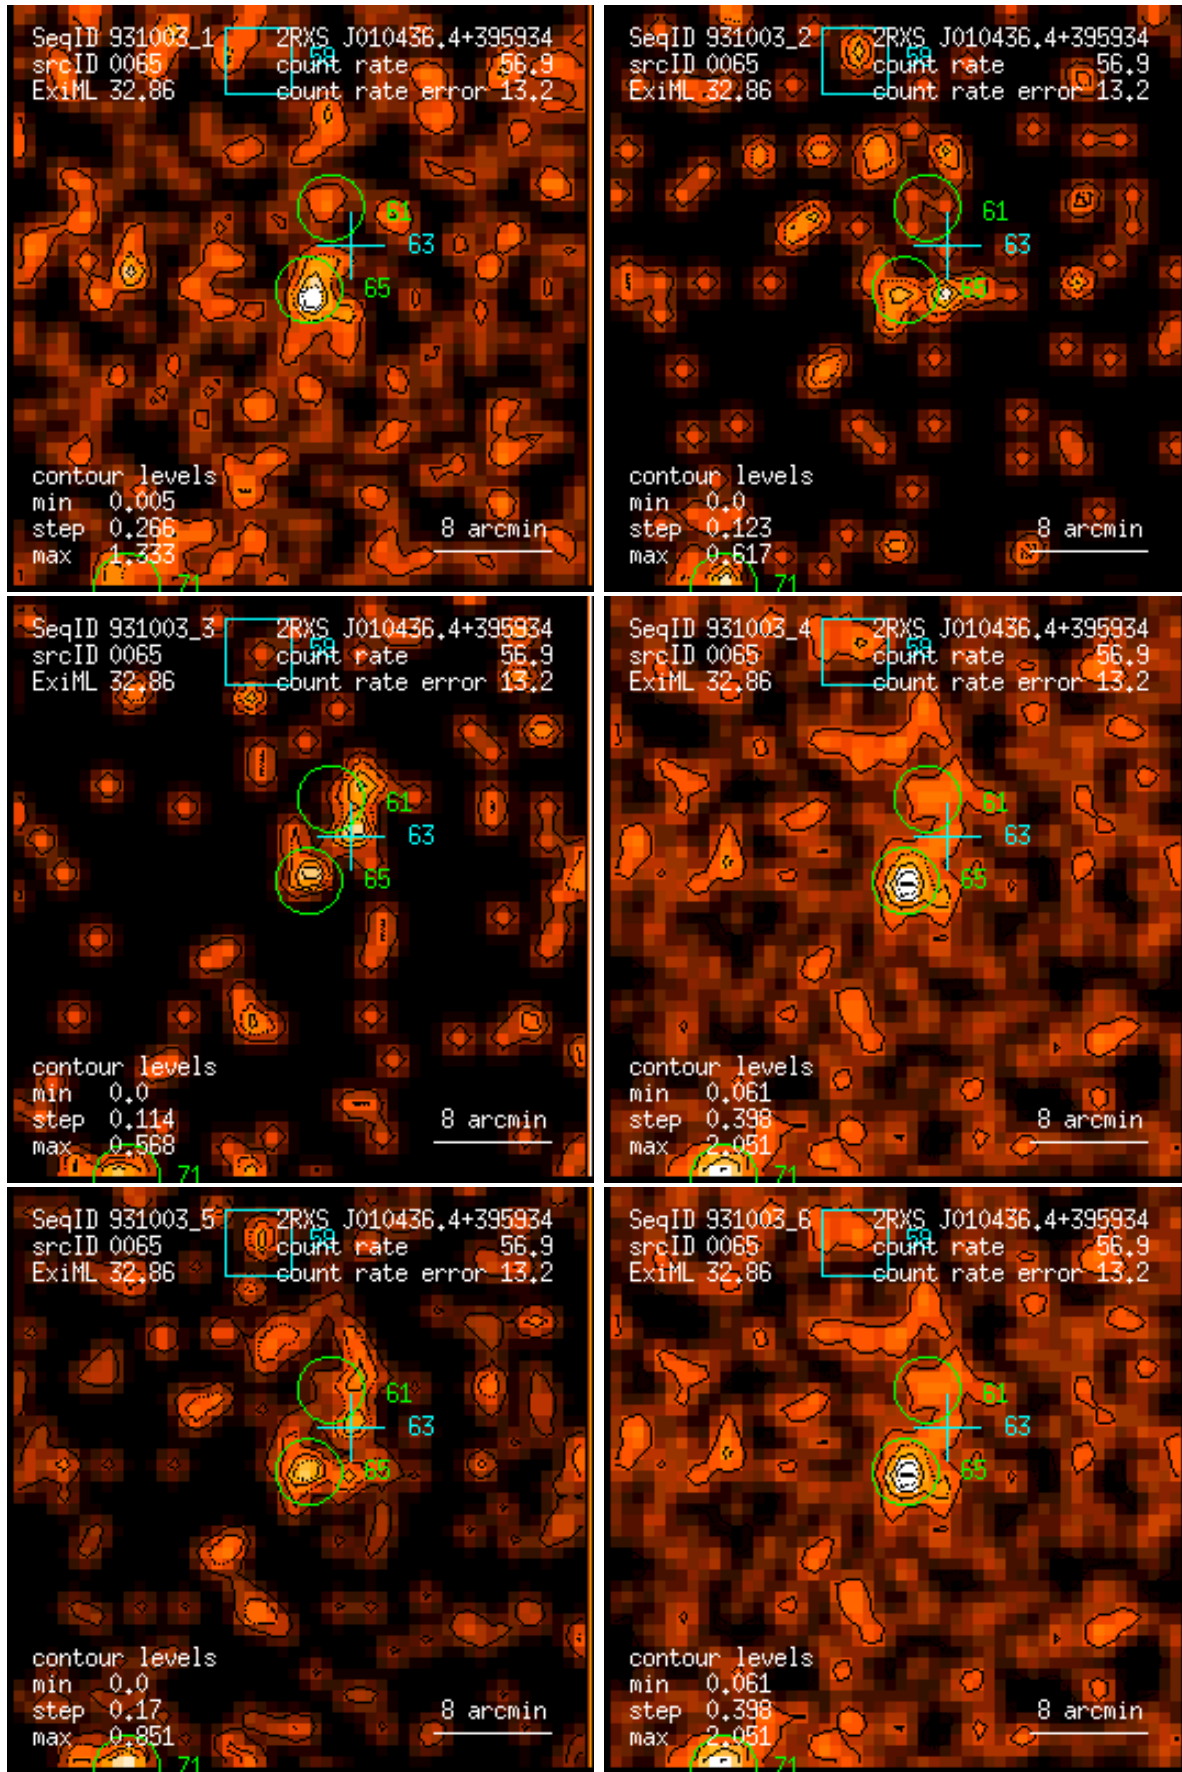 SeqID 931003_1 2RXS J010436.4+395934
srcID 0065 59 count rate 56.9
ExiML 32.86 count rate error 13.2
61
63
65
contour levels
min 0.005
step 0.266 8 arcmin
max 1.333
71
SeqID 931003_2 2RXS J010436.4+395934
srcID 0065 59 count rate 56.9
ExiML 32.86 count rate error 13.2
61
63
65
contour levels
min 0.0
step 0.123 8 arcmin
max 0.617
71
SeqID 931003_3 2RXS J010436.4+395934
srcID 0065 59 count rate 56.9
ExiML 32.86 count rate error 13.2
61
63
65
contour levels
min 0.0
step 0.114 8 arcmin
max 0.568
71
SeqID 931003_4 2RXS J010436.4+395934
srcID 0065 59 count rate 56.9
ExiML 32.86 count rate error 13.2
61
63
65
contour levels
min 0.061
step 0.398 8 arcmin
max 2.051
71
SeqID 931003_5 2RXS J010436.4+395934
srcID 0065 59 count rate 56.9
ExiML 32.86 count rate error 13.2
61
63
65
contour levels
min 0.0
step 0.17 8 arcmin
max 0.851
71
SeqID 931003_6 2RXS J010436.4+395934
srcID 0065 59 count rate 56.9
ExiML 32.86 count rate error 13.2
61
63
65
contour levels
min 0.061
step 0.398 8 arcmin
max 2.051
71